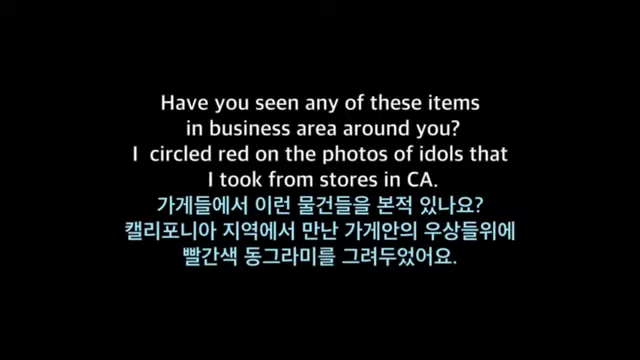 Have you seen any of these items
in business area around you?
I circled red on the photos of idols that
I took from stores in CA.
가게들에서 이런 물건들을 본적 있나요?
캘리포니아 지역에서 만난 가게안의 우상들위에
빨간색 동그라미를 그려두었어요.